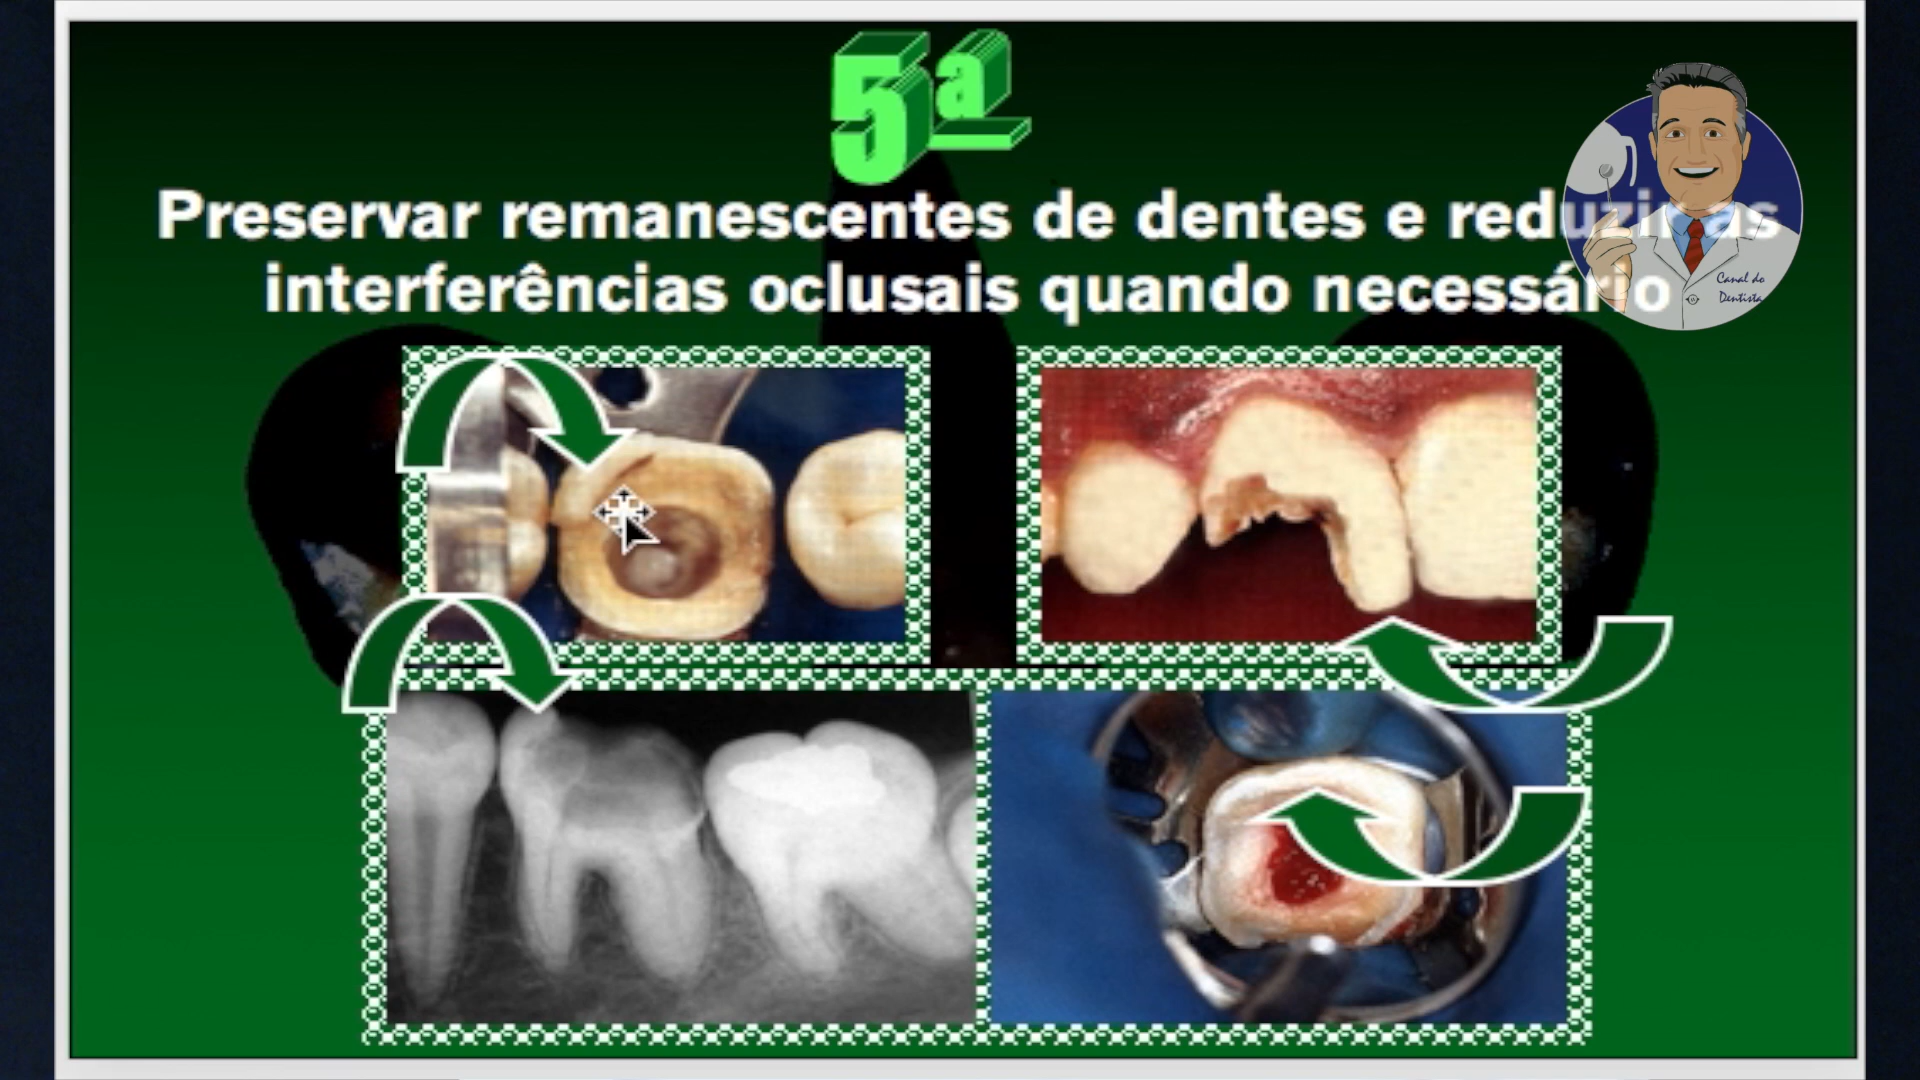 5ª
Preservar remanescentes de dentes e reduzir as
interferências oclusais quando necessário
Canal do
Dentista